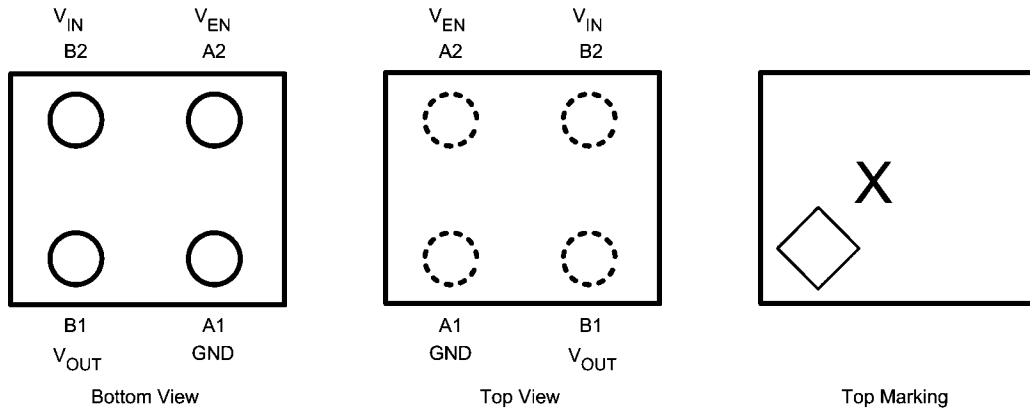 VIN VEN VEN VIN
B2 A2 A2 B2
X
B1 A1 A1 B1
VOUT GND GND VOUT
Bottom View Top View Top Marking